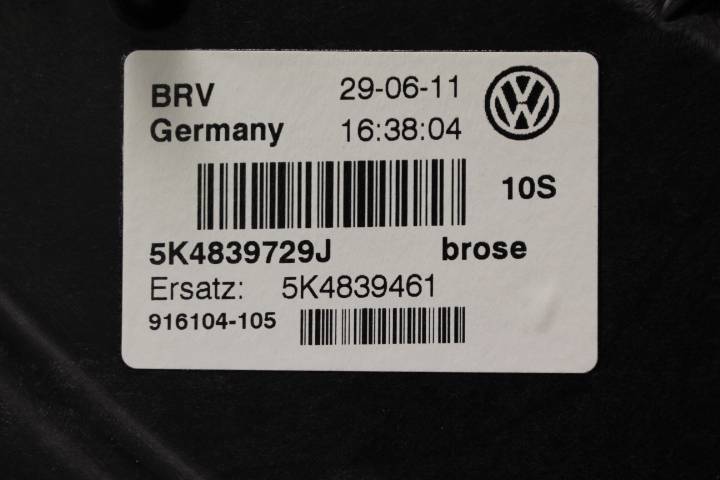 BRV 29-06-11
Germany 16:38:04
10S
5K4839729J brose
Ersatz: 5K4839461
916104-105